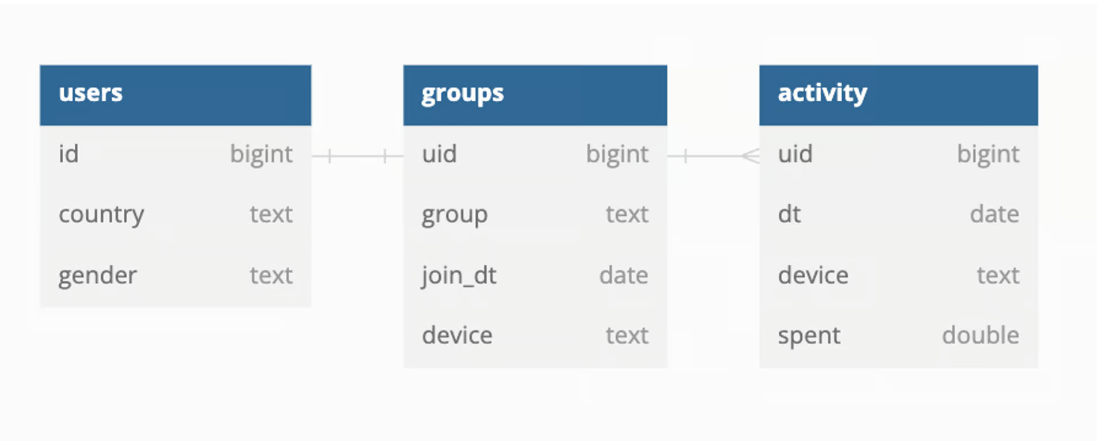 users
id bigint
country text
gender text
groups
uid bigint
group text
join_dt date
device text
activity
uid bigint
dt date
device text
spent double